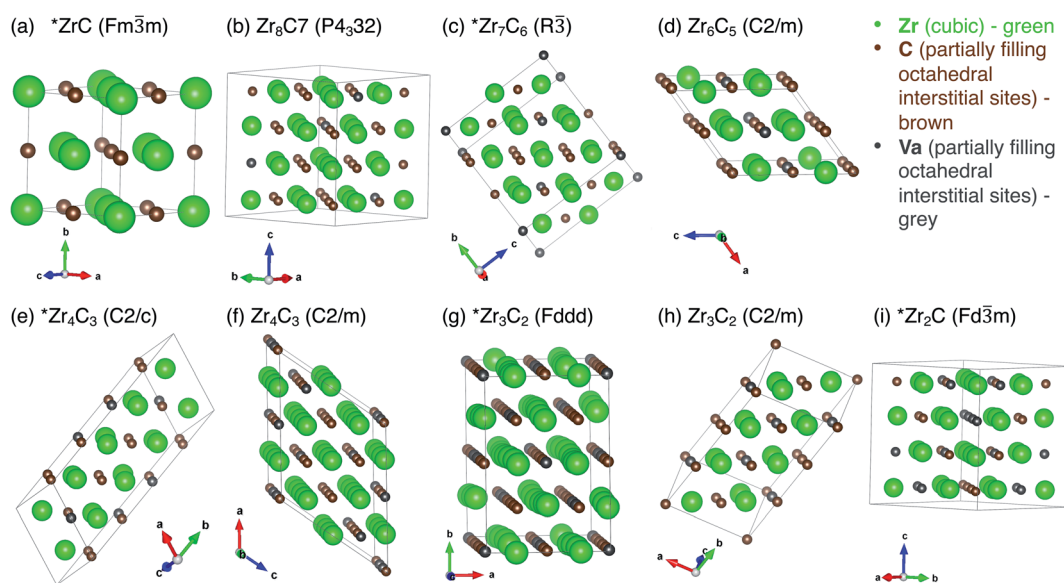 (a) *ZrC (Fm3̅m)
(b) Zr8C7 (P4₃32)
(c) *Zr₇C₆ (R3̅)
(d) Zr₆C₅ (C2/m)
• Zr (cubic) - green
• C (partially filling
octahedral
interstitial sites) -
brown
• Va (partially filling
octahedral
interstitial sites) -
grey
b
c
a
c
b
a
b
c
a
c
b
a
(e) *Zr₄C₃ (C2/c)
(f) Zr₄C₃ (C2/m)
(g) *Zr₃C₂ (Fddd)
(h) Zr₃C₂ (C2/m)
(i) *Zr₂C (Fd3̅m)
a
b
c
a
b
c
b
c
a
a
c
b
c
a
b